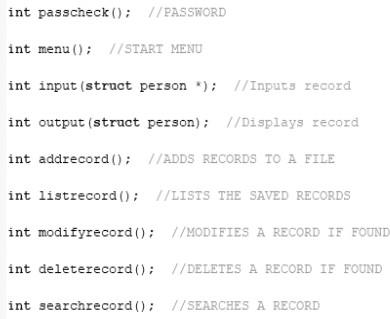 int passcheck();  //PASSWORD
int menu();  //START MENU
int input(struct person *);  //Inputs record
int output(struct person);  //Displays record
int addrecord();  //ADDS RECORDS TO A FILE
int listrecord();  //LISTS THE SAVED RECORDS
int modifyrecord();  //MODIFIES A RECORD IF FOUND
int deleterecord();  //DELETES A RECORD IF FOUND
int searchrecord();  //SEARCHES A RECORD